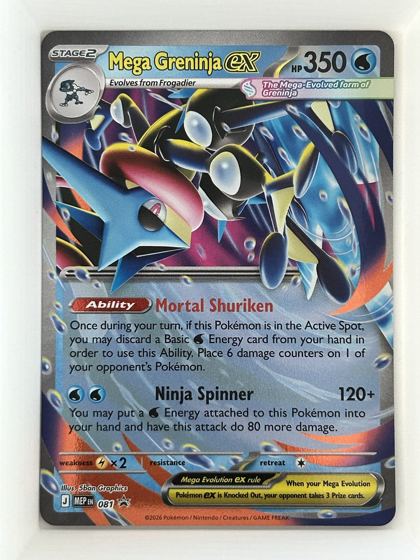 STAGE 2 Mega Greninja ex HP 350
Evolves from Frogadier
The Mega-Evolved form of
Greninja
Ability Mortal Shuriken
Once during your turn, if this Pokémon is in the Active Spot,
you may discard a Basic Energy card from your hand in
order to use this Ability. Place 6 damage counters on 1 of
your opponent's Pokémon.
Ninja Spinner 120+
You may put a Energy attached to this Pokémon into
your hand and have this attack do 80 more damage.
weakness ×2 resistance retreat
Mega Evolution ex rule When your Mega Evolution
Pokémon ex is Knocked Out, your opponent takes 3 Prize cards.
Illus. 5ban Graphics
J MEP EN 081
©2026 Pokémon / Nintendo / Creatures / GAME FREAK